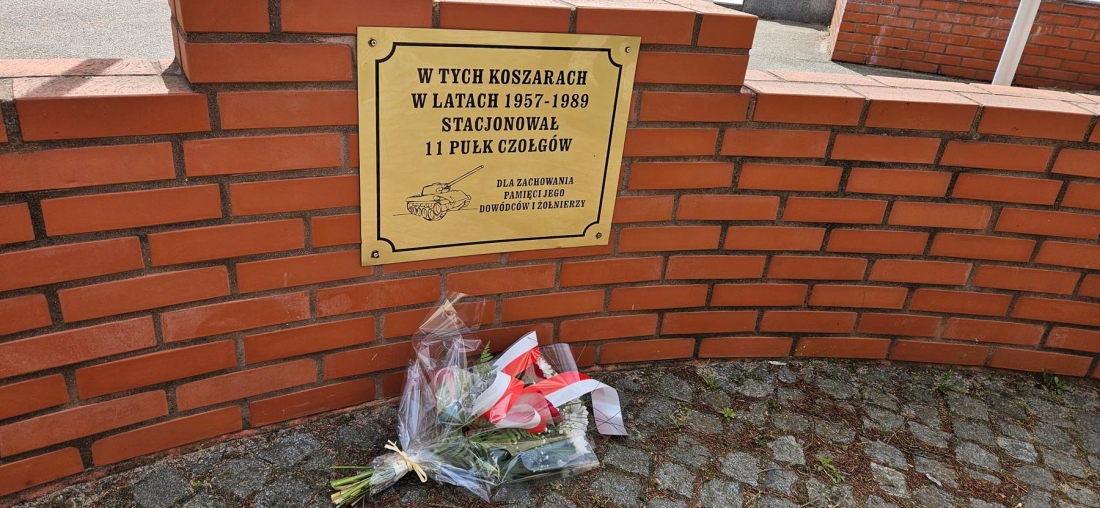 W TYCH KOSZARACH
W LATACH 1957-1989
STACJONOWAŁ
11 PUŁK CZOŁGÓW
DLA ZACHOWANIA
PAMIĘCI JEGO
DOWÓDCÓW I ŻOŁNIERZY